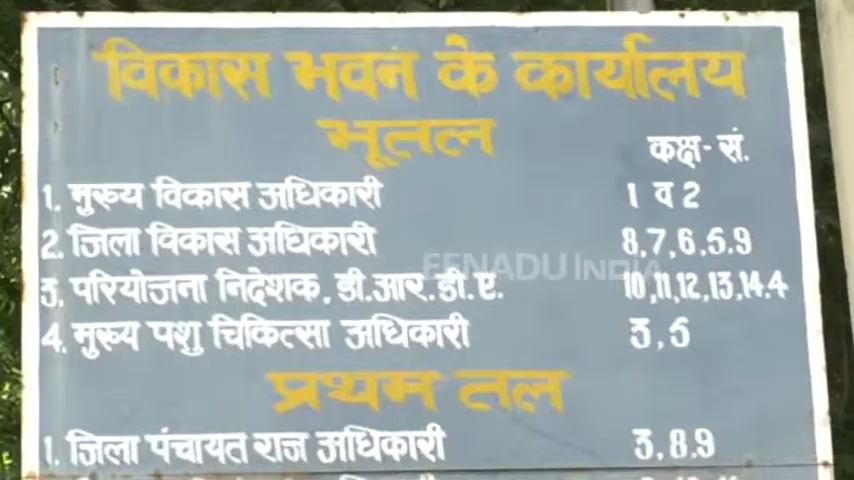 विकास भवन के कार्यालय
भूतल
कक्ष-सं.
1. मुख्य विकास अधिकारी 1 व 2
2. जिला विकास अधिकारी 8,7,6,5.9
EENADU INDIA
3. परियोजना निदेशक. डी.आर.डी.ए. 10,11,12,13,14.4
4. मुख्य पशु चिकित्सा अधिकारी 3,5
प्रथम तल
1. जिला पंचायत राज अधिकारी 3,8.9